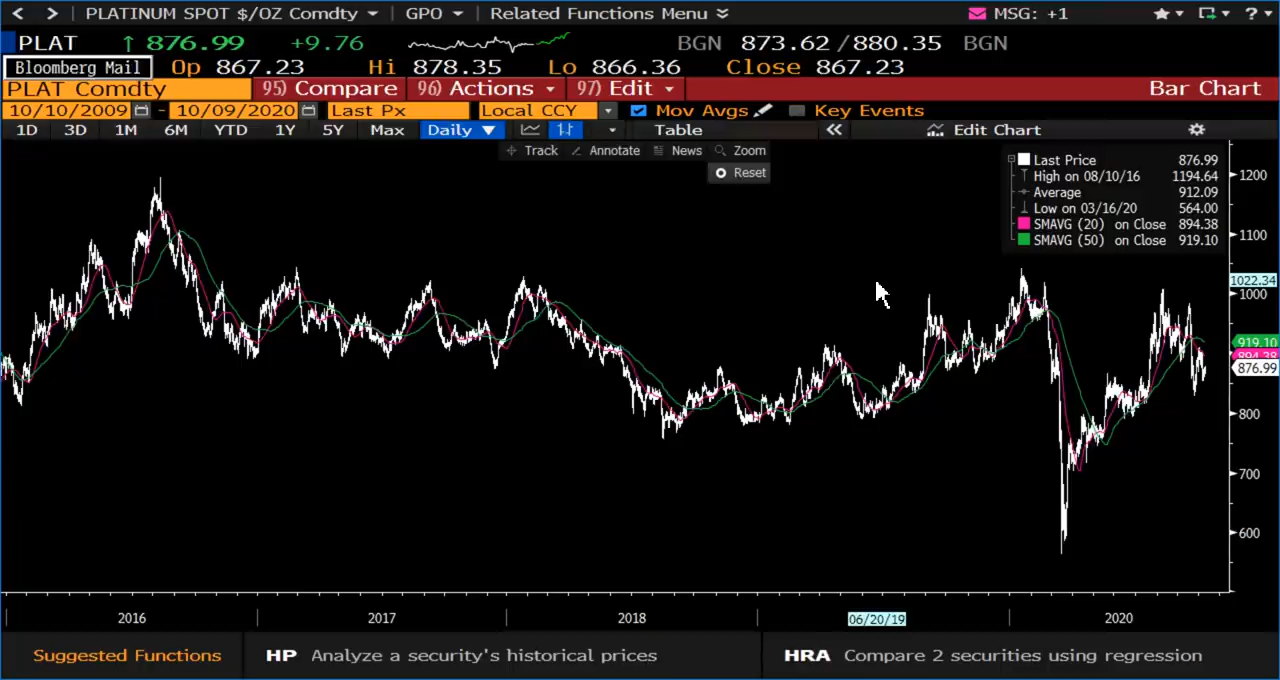 < > PLATINUM SPOT $/OZ Comdty GPO Related Functions Menu MSG: +1 ?
PLAT ↑ 876.99 +9.76 BGN 873.62/880.35 BGN
Bloomberg Mail Op 867.23 Hi 878.35 Lo 866.36 Close 867.23
PLAT Comdty 95) Compare 96) Actions 97) Edit Bar Chart
10/10/2009 - 10/09/2020 Last Px Local CCY Mov Avgs Key Events
1D 3D 1M 6M YTD 1Y 5Y Max Daily ▼ Table « Edit Chart
Track Annotate News Zoom
Reset
Last Price 876.99
High on 08/10/16 1194.64
Average 912.09
Low on 03/16/20 564.00
SMAVG (20) on Close 894.38
SMAVG (50) on Close 919.10
1200
1100
1022.34
1000
919.10
894.38
876.99
800
700
600
2016 2017 2018 06/20/19 2020
Suggested Functions HP Analyze a security's historical prices HRA Compare 2 securities using regression